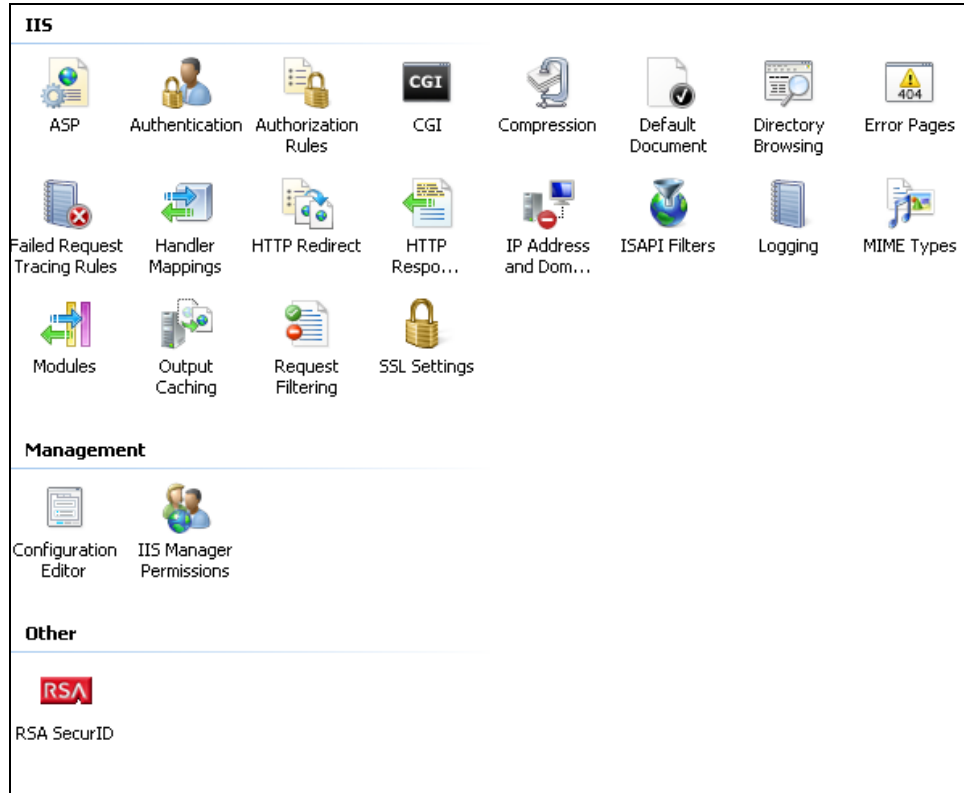 IIS
CGI
404
ASP
Authentication
Authorization
Rules
CGI
Compression
Default
Document
Directory
Browsing
Error Pages
Failed Request
Tracing Rules
Handler
Mappings
HTTP Redirect
HTTP
Respo...
IP Address
and Dom...
ISAPI Filters
Logging
MIME Types
Modules
Output
Caching
Request
Filtering
SSL Settings
Management
Configuration
Editor
IIS Manager
Permissions
Other
RSA
RSA SecurID